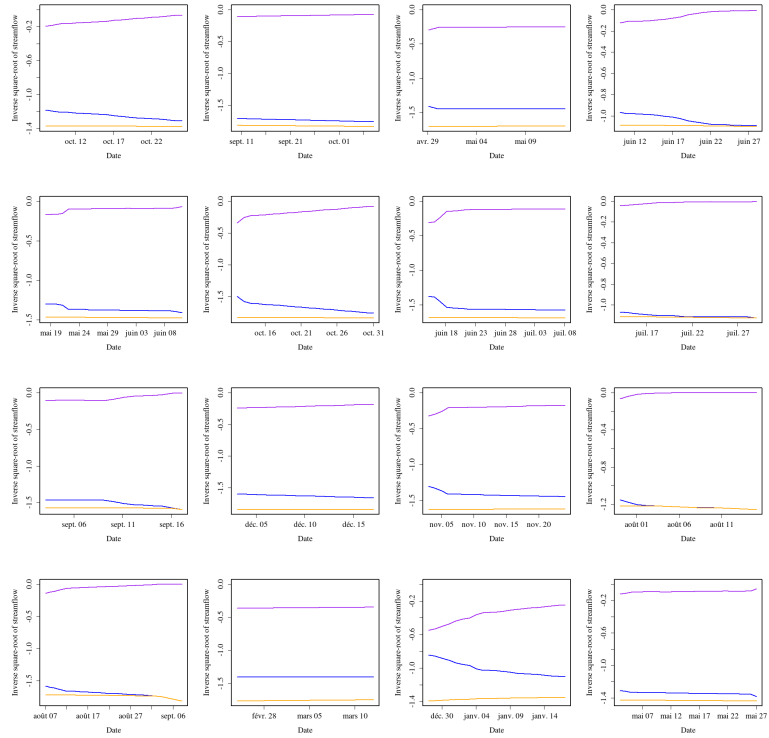 Inverse square-root of streamflow
-0.2 -0.6 -1.0 -1.4
oct. 12 oct. 17 oct. 22
Date
Inverse square-root of streamflow
0.0 -0.5 -1.0 -1.5
sept. 11 sept. 21 oct. 01
Date
Inverse square-root of streamflow
0.0 -0.5 -1.0 -1.5
avr. 29 mai 04 mai 09
Date
Inverse square-root of streamflow
0.0 -0.2 -0.4 -0.6 -0.8 -1.0
juin 12 juin 17 juin 22 juin 27
Date
Inverse square-root of streamflow
0.0 -0.5 -1.0 -1.5
mai 19 mai 24 mai 29 juin 03 juin 08
Date
Inverse square-root of streamflow
0.0 -0.5 -1.0 -1.5
oct. 16 oct. 21 oct. 26 oct. 31
Date
Inverse square-root of streamflow
0.0 -0.5 -1.0 -1.5
juin 18 juin 23 juin 28 juil. 03 juil. 08
Date
Inverse square-root of streamflow
0.0 -0.2 -0.4 -0.6 -0.8 -1.0
juil. 17 juil. 22 juil. 27
Date
Inverse square-root of streamflow
0.0 -0.5 -1.0 -1.5
sept. 06 sept. 11 sept. 16
Date
Inverse square-root of streamflow
0.0 -0.5 -1.0 -1.5
déc. 05 déc. 10 déc. 15
Date
Inverse square-root of streamflow
0.0 -0.5 -1.0 -1.5
nov. 05 nov. 10 nov. 15 nov. 20
Date
Inverse square-root of streamflow
0.0 -0.4 -0.8 -1.2
août 01 août 06 août 11
Date
Inverse square-root of streamflow
0.0 -0.5 -1.0 -1.5
août 07 août 17 août 27 sept. 06
Date
Inverse square-root of streamflow
0.0 -0.5 -1.0 -1.5
févr. 28 mars 05 mars 10
Date
Inverse square-root of streamflow
-0.2 -0.6 -1.0 -1.4
déc. 30 janv. 04 janv. 09 janv. 14
Date
Inverse square-root of streamflow
-0.2 -0.6 -1.0 -1.4
mai 07 mai 12 mai 17 mai 22 mai 27
Date